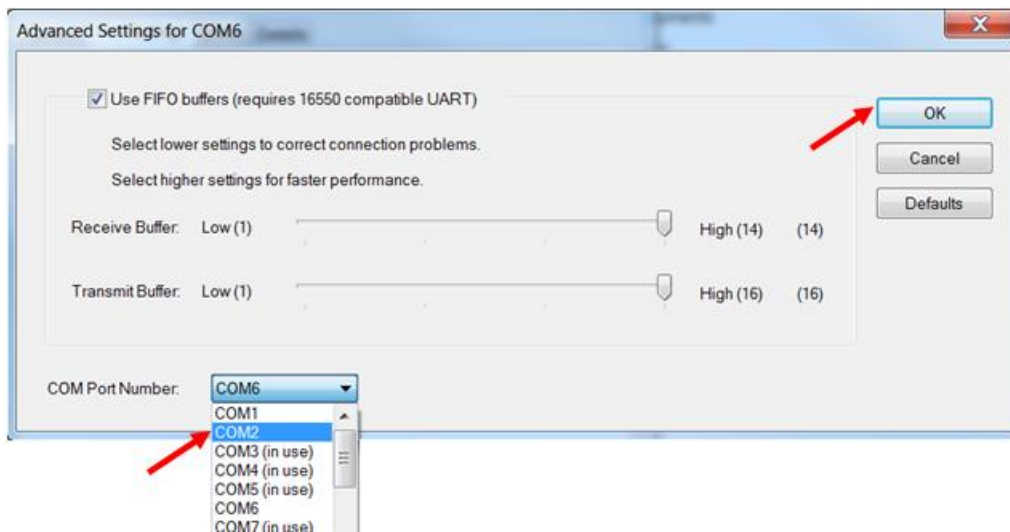 Advanced Settings for COM6
Details
Use FIFO buffers (requires 16550 compatible UART)
OK
Select lower settings to correct connection problems.
Cancel
Select higher settings for faster performance.
Defaults
Receive Buffer: Low (1) High (14) (14)
Transmit Buffer: Low (1) High (16) (16)
COM Port Number: COM6
COM1
COM2
COM3 (in use)
COM4 (in use)
COM5 (in use)
COM6
COM7 (in use)